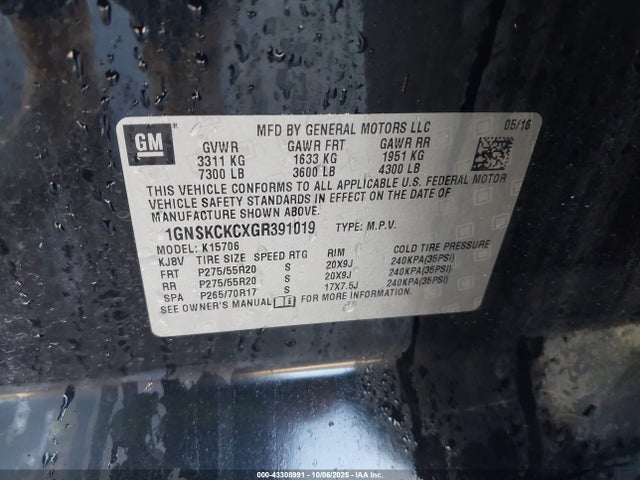 GM
MFD BY GENERAL MOTORS LLC 05/16
GVWR GAWR FRT GAWR RR
3311 KG 1633 KG 1951 KG
7300 LB 3600 LB 4300 LB
THIS VEHICLE CONFORMS TO ALL APPLICABLE U.S. FEDERAL MOTOR
VEHICLE SAFETY STANDARDS IN EFFECT ON THE DATE OF
MANUFACTURE SHOWN ABOVE.
1GNSKCKCXGR391019 TYPE: M.P.V.
MODEL: K15706
KJ8V TIRE SIZE SPEED RTG RIM COLD TIRE PRESSURE
FRT P275/55R20 S 20X9J 240KPA(35PSI)
RR P275/55R20 S 20X9J 240KPA(35PSI)
SPA P265/70R17 S 17X7.5J 240KPA(35PSI)
SEE OWNER'S MANUAL FOR MORE INFORMATION.
000-43308991 - 10/06/2025 - IAA Inc.